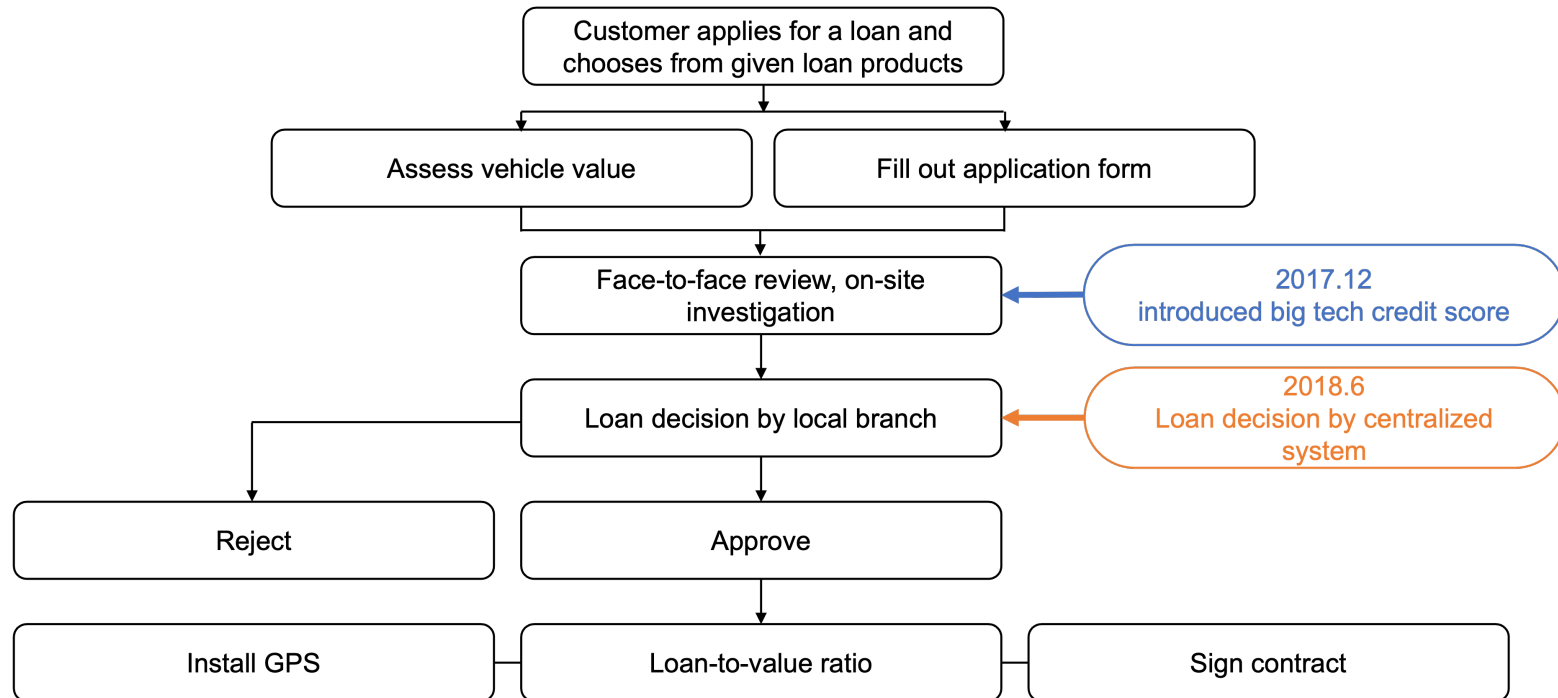 Customer applies for a loan and
chooses from given loan products
Assess vehicle value
Fill out application form
Face-to-face review, on-site
investigation
2017.12
introduced big tech credit score
Loan decision by local branch
2018.6
Loan decision by centralized
system
Reject
Approve
Install GPS
Loan-to-value ratio
Sign contract